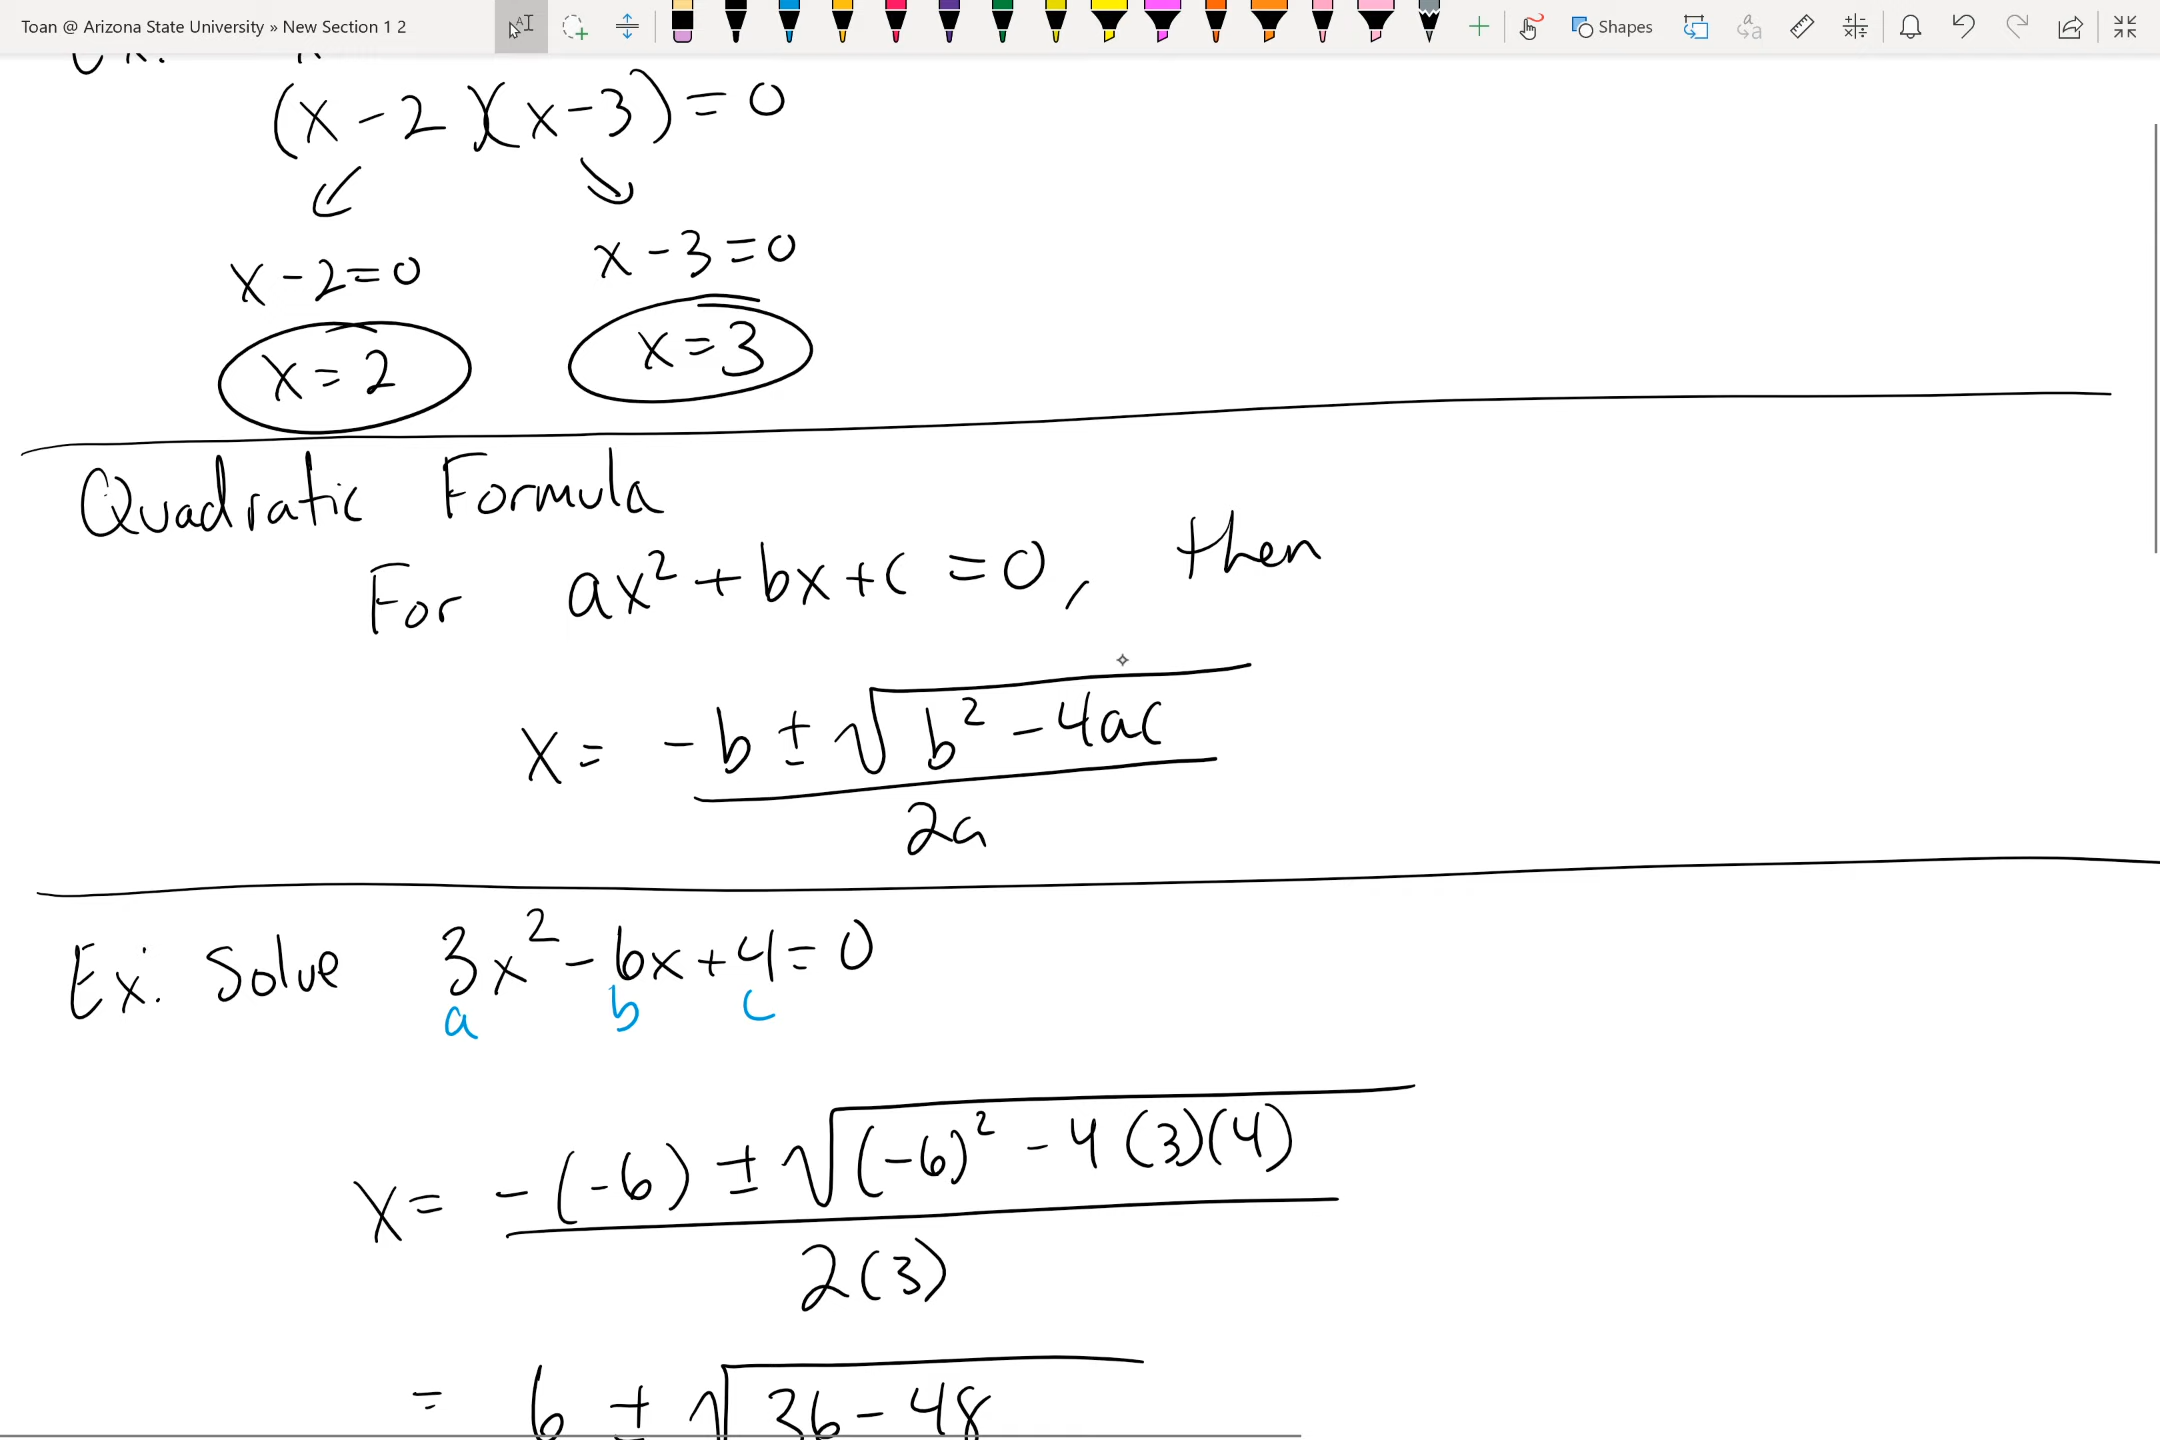 Toan @ Arizona State University » New Section 1 2
Shapes
(x - 2)(x - 3) = 0
x - 2 = 0 x - 3 = 0
x = 2 x = 3
Quadratic Formula
For ax² + bx + c = 0, then
x = -b ± √(b² - 4ac)
2a
Ex: Solve 3x² - 6x + 4 = 0
a b c
x = -(-6) ± √((-6)² - 4(3)(4))
2(3)
= 6 ± √(36 - 48)